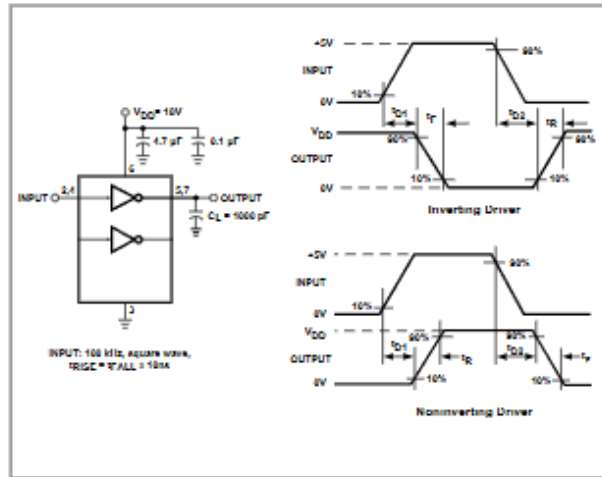 VDD = 18V
4.7 µF
0.1 µF
6
INPUT
2,4
5,7
OUTPUT
CL = 1000 pF
3
INPUT: 100 kHz, square wave,
tRISE = tFALL = 10ns
+5V
INPUT
0V
10%
90%
tD1
tF
tD2
tR
VDD
OUTPUT
0V
90%
10%
10%
90%
Inverting Driver
+5V
INPUT
0V
10%
90%
VDD
OUTPUT
0V
90%
10%
tD1
tR
90%
tD2
10%
tF
Noninverting Driver